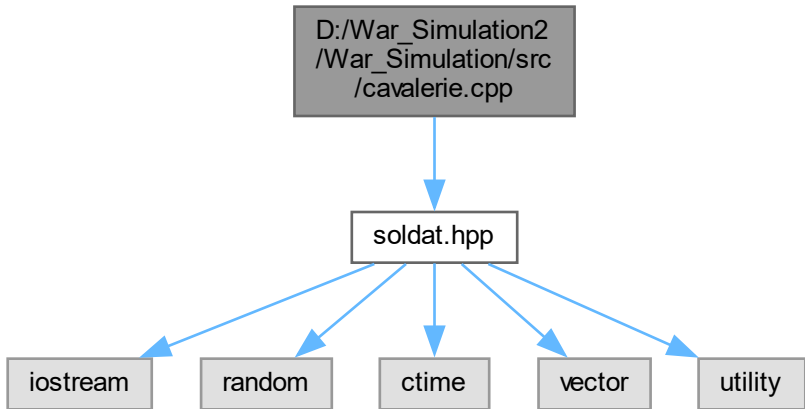 D:/War_Simulation2
/War_Simulation/src
/cavalerie.cpp
soldat.hpp
iostream
random
ctime
vector
utility